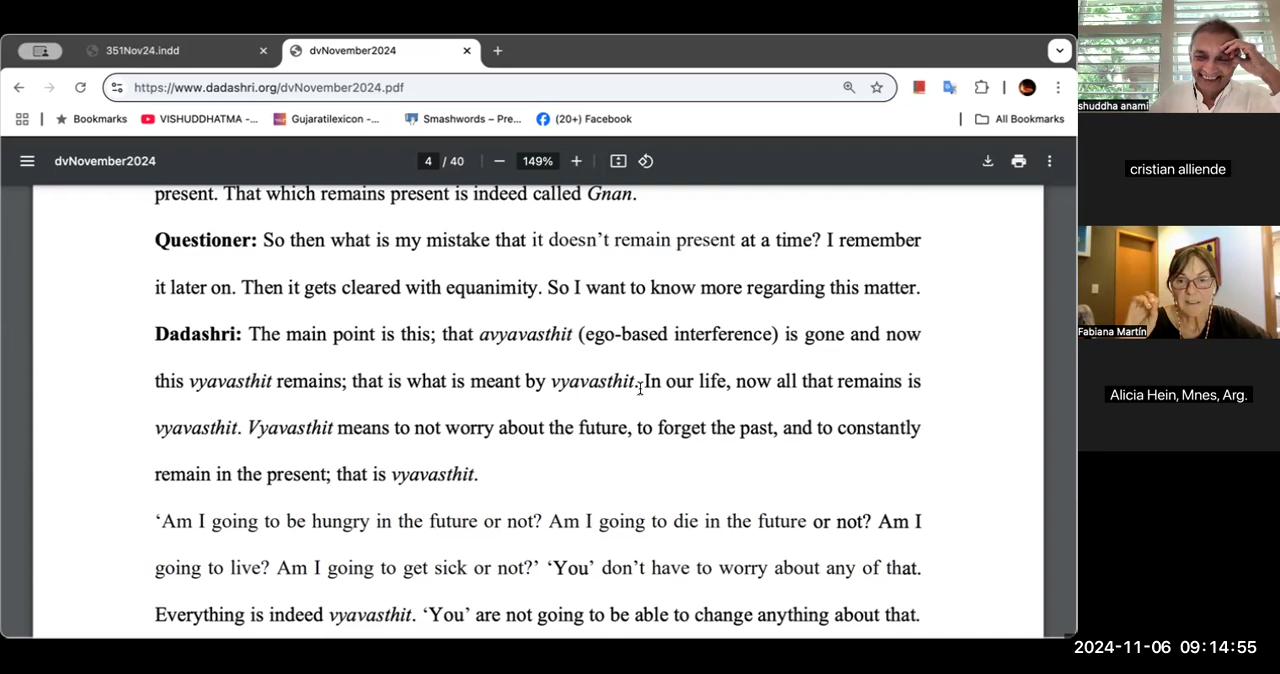 351Nov24.indd
dvNovember2024
https://www.dadashri.org/dvNovember2024.pdf
Bookmarks
VISHUDDHATMA -...
Gujaratilexicon -...
Smashwords – Pre...
(20+) Facebook
All Bookmarks
dvNovember2024
4 / 40
149%
present. That which remains present is indeed called Gnan.
Questioner: So then what is my mistake that it doesn’t remain present at a time? I remember
it later on. Then it gets cleared with equaninity. So I want to know more regarding this matter.
Dadashri: The main point is this; that avyavasthit (ego-based interference) is gone and now
this vyavasthit remains; that is what is meant by vyavasthit. In our life, now all that remains is
vyavasthit. Vyavasthit means to not worry about the future, to forget the past, and to constantly
remain in the present; that is vyavasthit.
‘Am I going to be hungry in the future or not? Am I going to die in the future or not? Am I
going to live? Am I going to get sick or not?’ ‘You’ don’t have to worry about any of that.
Everything is indeed vyavasthit. ‘You’ are not going to be able to change anything about that.
shuddha anami
cristian alliende
Fabiana Martín
Alicia Hein, Mnes, Arg.
2024-11-06 09:14:55